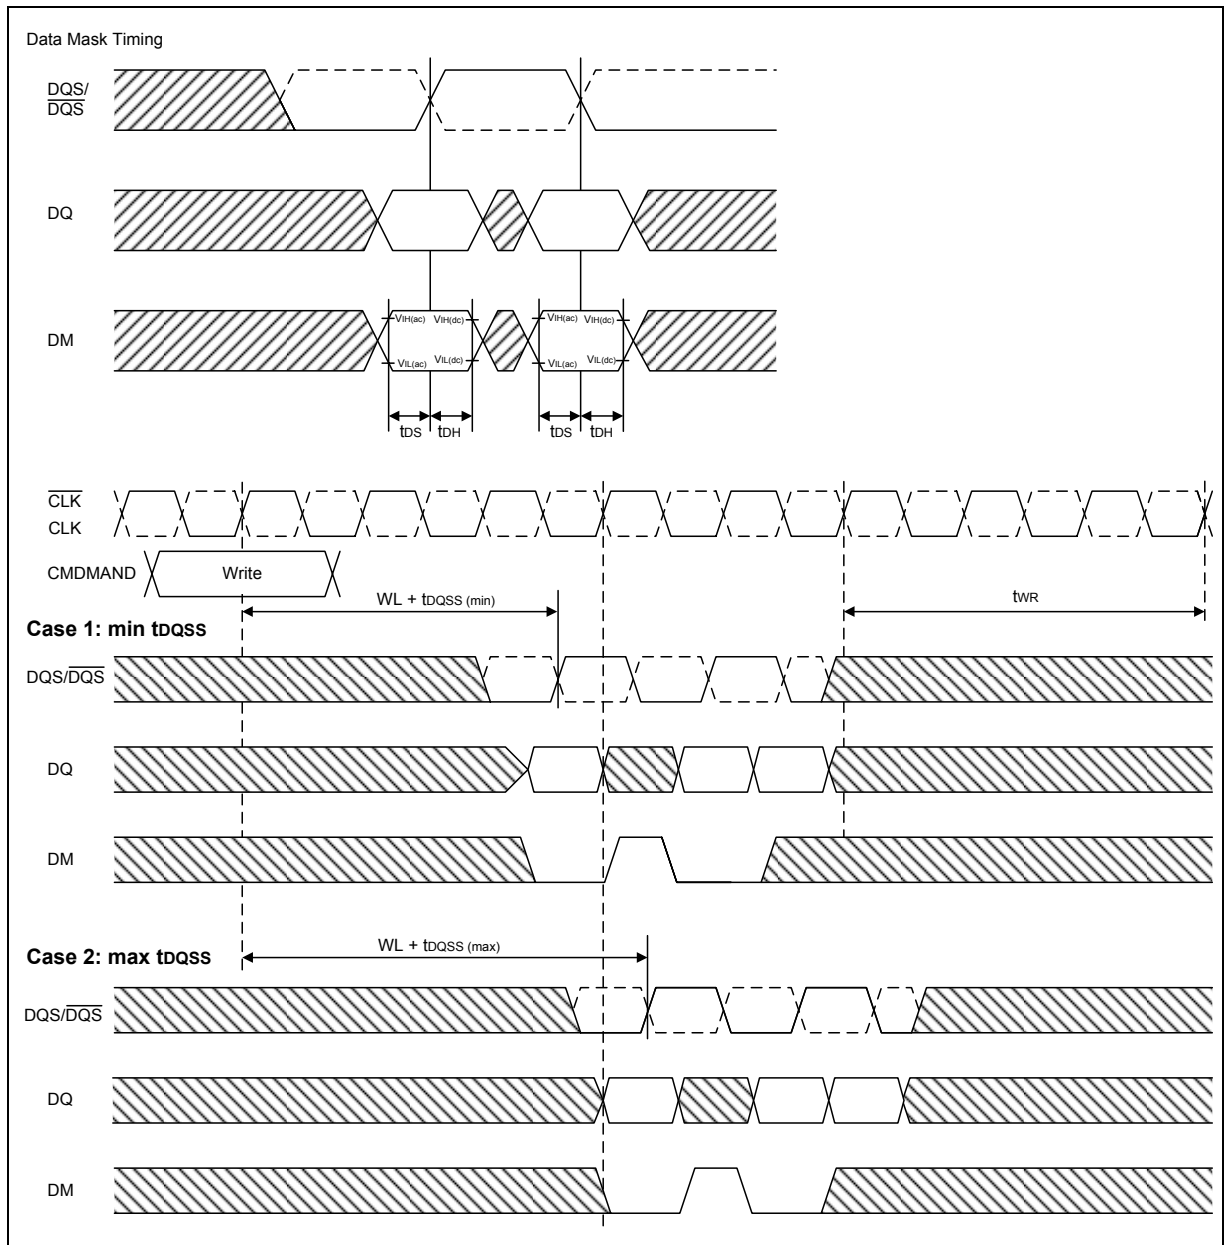 Data Mask Timing
DQS/
DQS
DQ
DM
VIH(ac) VIH(dc) VIH(ac) VIH(dc)
VIL(ac) VIL(dc) VIL(ac) VIL(dc)
tDS tDH tDS tDH
CLK
CLK
CMDMAND Write
WL + tDQSS (min) tWR
Case 1: min tDQSS
DQS/DQS
DQ
DM
WL + tDQSS (max)
Case 2: max tDQSS
DQS/DQS
DQ
DM